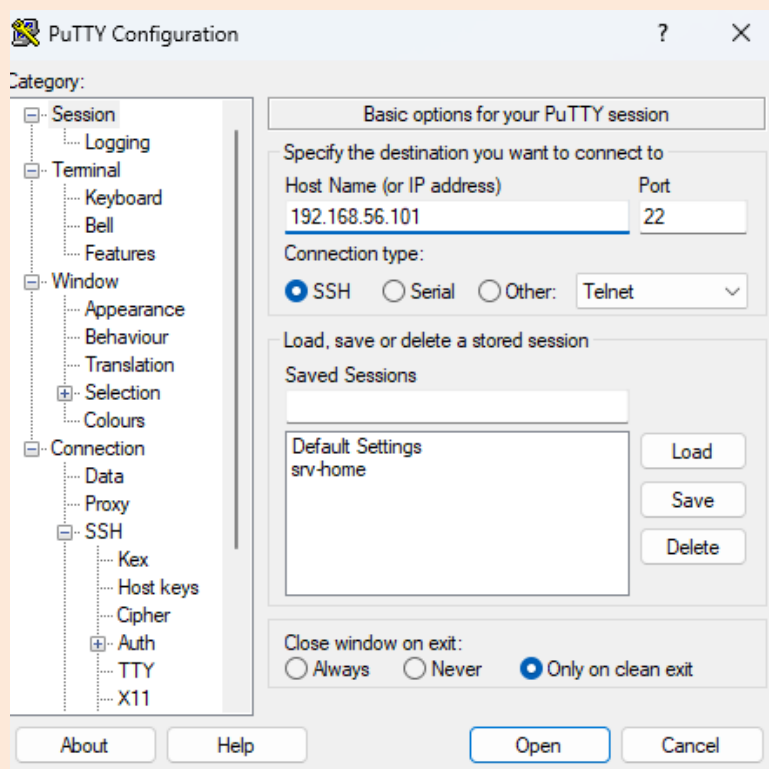 PuTTY Configuration
?
Category:
Session
Logging
Terminal
Keyboard
Bell
Features
Window
Appearance
Behaviour
Translation
Selection
Colours
Connection
Data
Proxy
SSH
Kex
Host keys
Cipher
Auth
TTY
X11
Basic options for your PuTTY session
Specify the destination you want to connect to
Host Name (or IP address) Port
192.168.56.101 22
Connection type:
SSH Serial Other: Telnet
Load, save or delete a stored session
Saved Sessions
Default Settings
srv-home
Load
Save
Delete
Close window on exit:
Always Never Only on clean exit
About Help Open Cancel